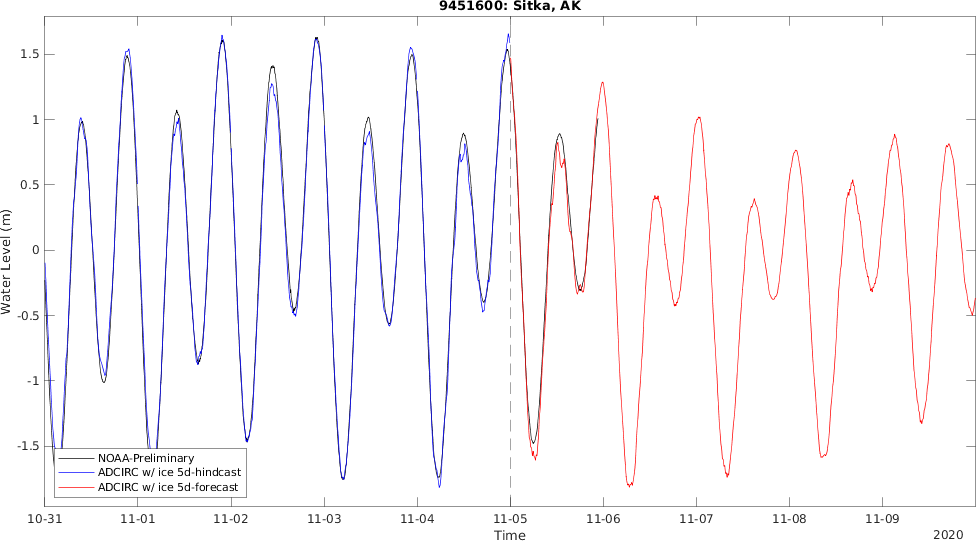 9451600: Sitka, AK
Water Level (m)
1.5
1
0.5
0
-0.5
-1
-1.5
NOAA-Preliminary
ADCIRC w/ ice 5d-hindcast
ADCIRC w/ ice 5d-forecast
10-31 11-01 11-02 11-03 11-04 11-05 11-06 11-07 11-08 11-09
Time
2020